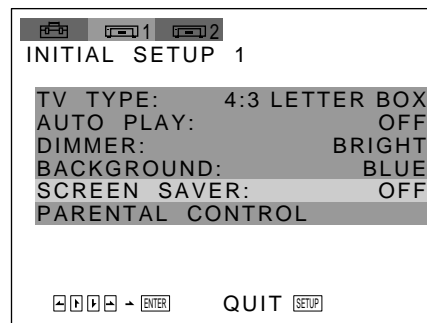 1 2
INITIAL SETUP 1
TV TYPE: 4:3 LETTER BOX
AUTO PLAY: OFF
DIMMER: BRIGHT
BACKGROUND: BLUE
SCREEN SAVER: OFF
PARENTAL CONTROL
ENTER QUIT SETUP